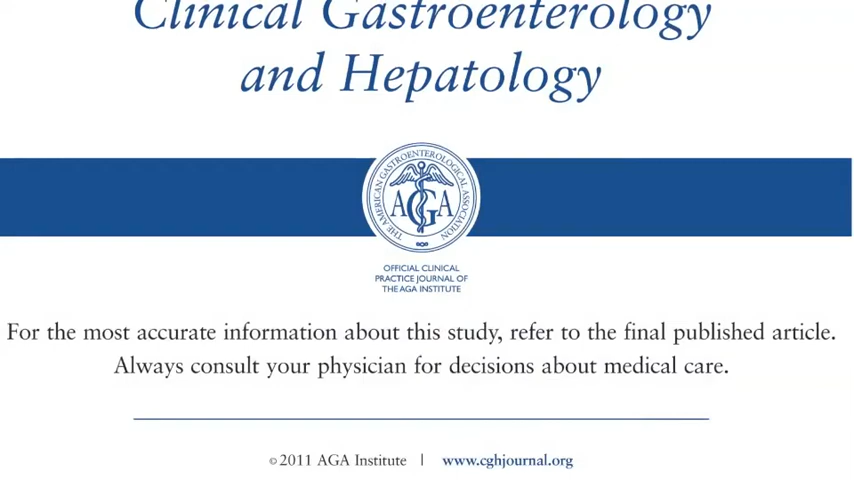 Clinical Gastroenterology
and Hepatology
THE AMERICAN GASTROENTEROLOGICAL ASSOCIATION
AGA
OFFICIAL CLINICAL
PRACTICE JOURNAL OF
THE AGA INSTITUTE
For the most accurate information about this study, refer to the final published article.
Always consult your physician for decisions about medical care.
©2011 AGA Institute | www.cghjournal.org